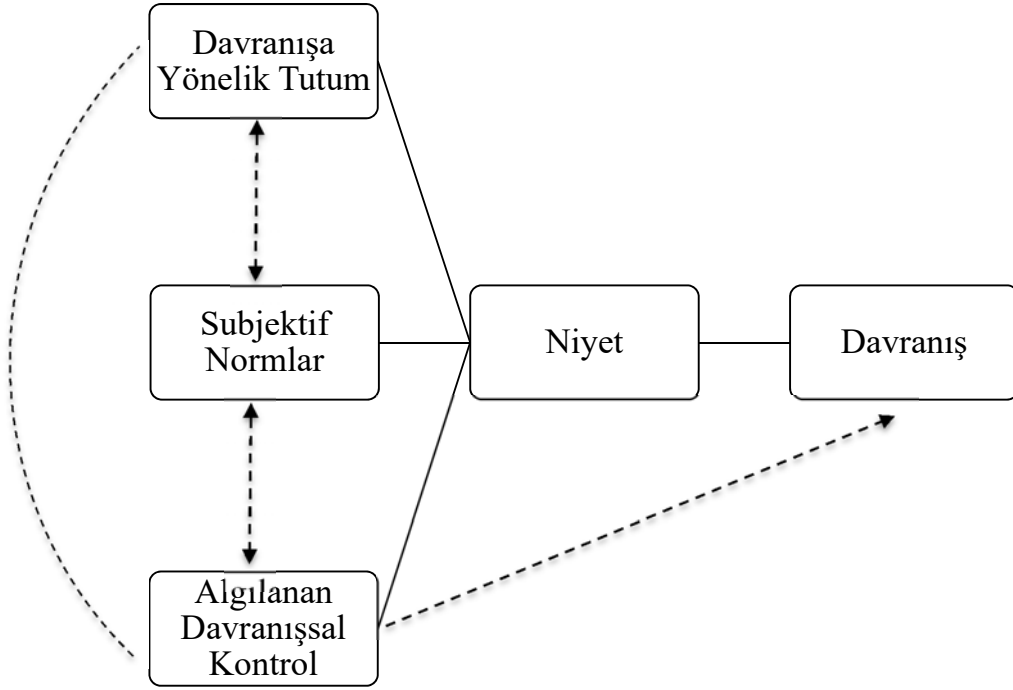 Davranışa
Yönelik Tutum
Subjektif
Normlar
Niyet
Davranış
Algılanan
Davranışsal
Kontrol